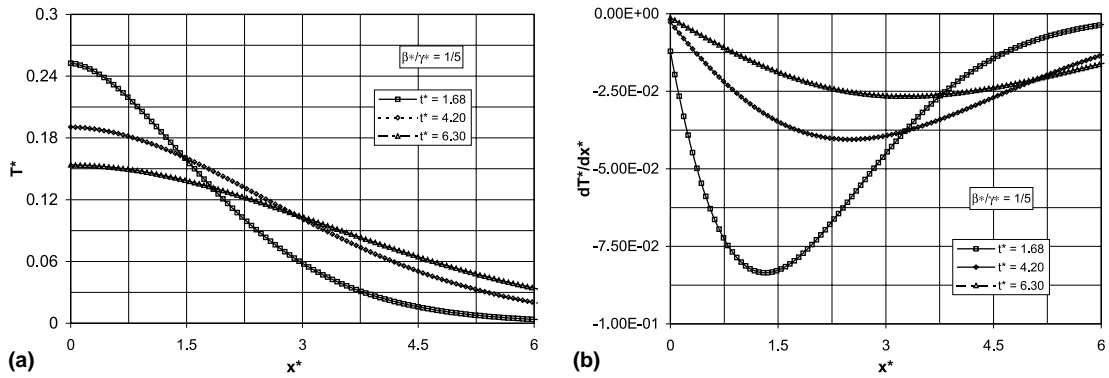 0.3
0.24
0.18
0.12
0.06
0
T*
0
1.5
3
4.5
6
x*
β*/γ* = 1/5
t* = 1.68
t* = 4.20
t* = 6.30
(a)
0.00E+00
-2.50E-02
-5.00E-02
-7.50E-02
-1.00E-01
dT*/dx*
0
1.5
3
4.5
6
x*
β*/γ* = 1/5
t* = 1.68
t* = 4.20
t* = 6.30
(b)